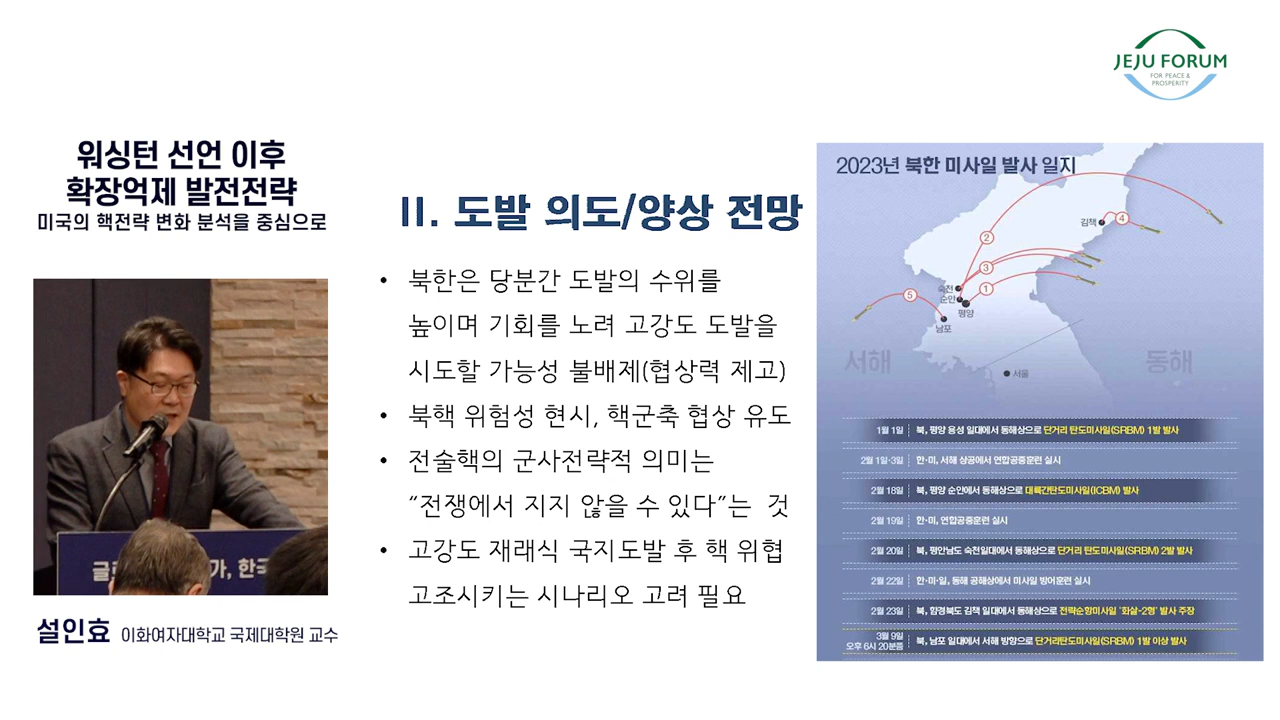 JEJU FORUM
FOR PEACE &
PROSPERITY
워싱턴 선언 이후
확장억제 발전전략
미국의 핵전략 변화 분석을 중심으로
설인효 이화여자대학교 국제대학원 교수
II. 도발 의도/양상 전망
• 북한은 당분간 도발의 수위를
높이며 기회를 노려 고강도 도발을
시도할 가능성 불배제(협상력 제고)
• 북핵 위험성 현시, 핵군축 협상 유도
• 전술핵의 군사전략적 의미는
“전쟁에서 지지 않을 수 있다”는 것
• 고강도 재래식 국지도발 후 핵 위협
고조시키는 시나리오 고려 필요
2023년 북한 미사일 발사 일지
김책
4
2
3
숙천
1
순안
5
평양
남포
서해
동해
서울
1월 1일 북, 평양 용성 일대에서 동해상으로 단거리 탄도미사일(SRBM) 1발 발사
2월 1일·3일 한·미, 서해 상공에서 연합공중훈련 실시
2월 18일 북, 평양 순안에서 동해상으로 대륙간탄도미사일(ICBM) 발사
2월 19일 한·미, 연합공중훈련 실시
2월 20일 북, 평안남도 숙천일대에서 동해상으로 단거리 탄도미사일(SRBM) 2발 발사
2월 22일 한·미·일, 동해 공해상에서 미사일 방어훈련 실시
2월 23일 북, 함경북도 김책 일대에서 동해상으로 전략순항미사일 '화살-2형' 발사 주장
3월 9일
오후 6시 20분쯤 북, 남포 일대에서 서해 방향으로 단거리탄도미사일(SRBM) 1발 이상 발사